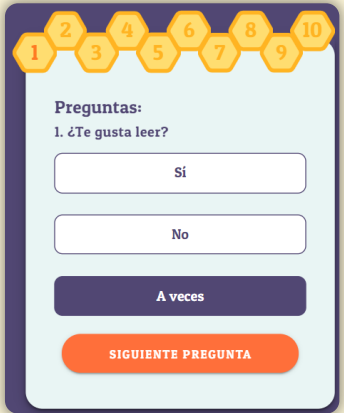 1 2 3 4 5 6 7 8 9 10
Preguntas:
1. ¿Te gusta leer?
Sí
No
A veces
SIGUIENTE PREGUNTA